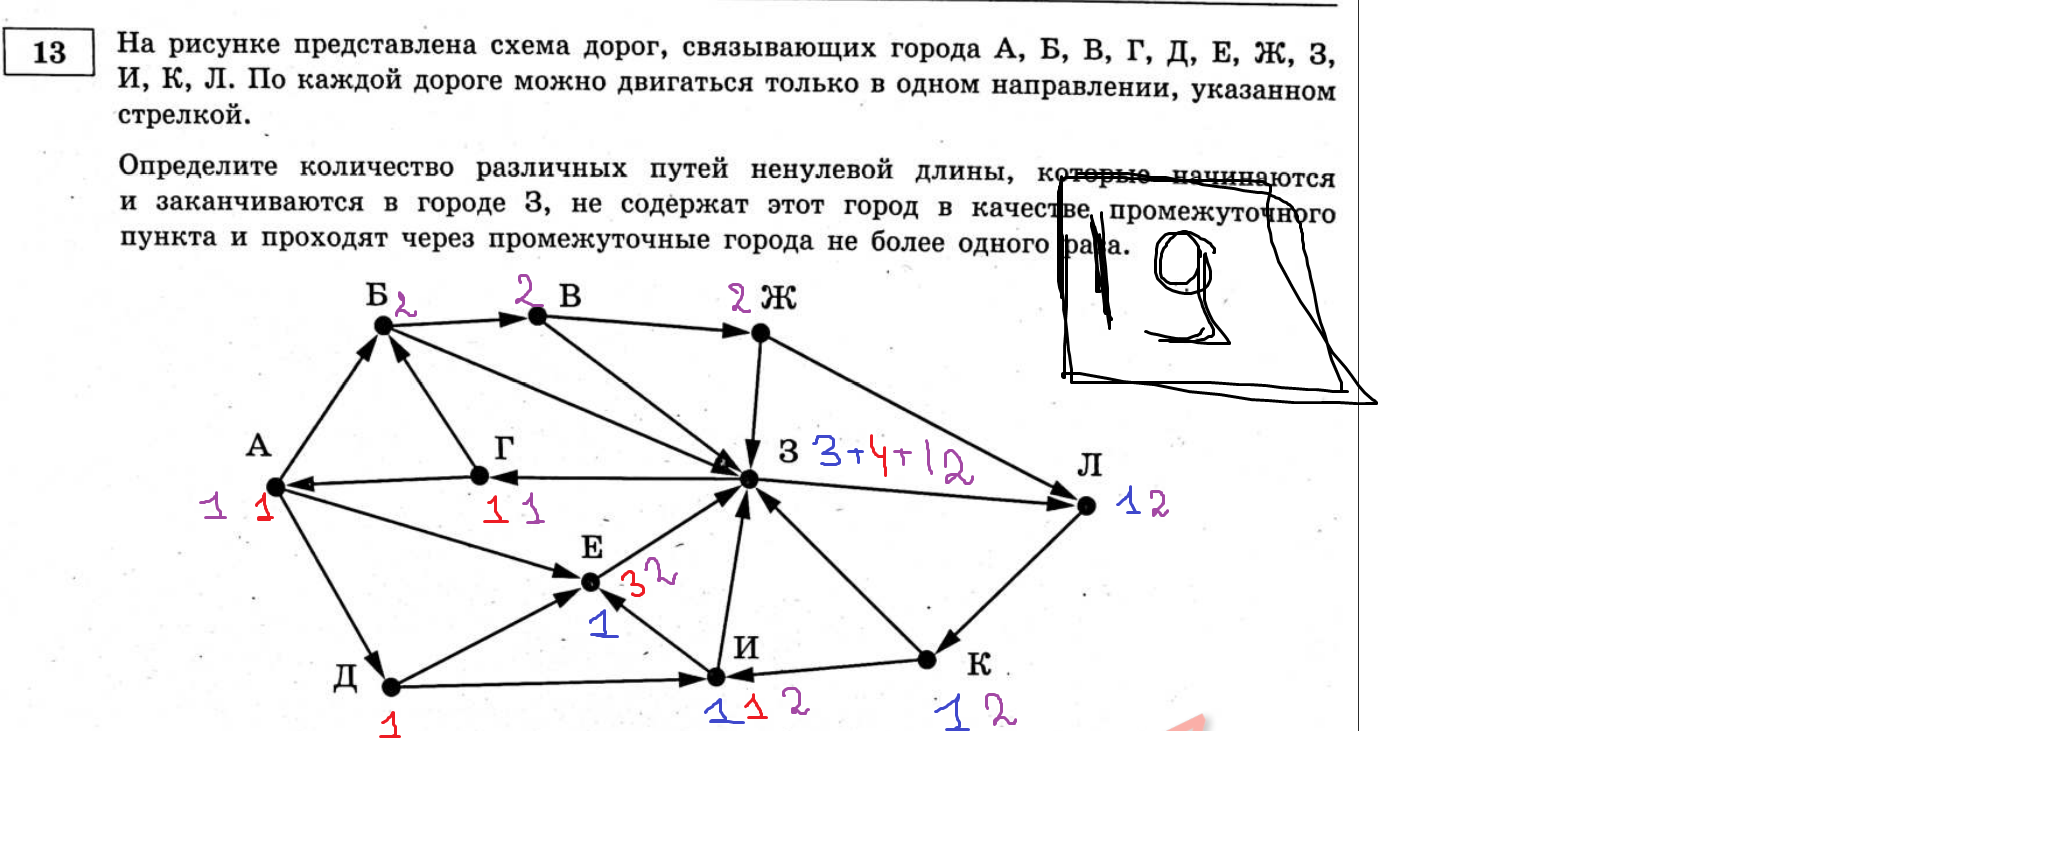 13
На рисунке представлена схема дорог, связывающих города А, Б, В, Г, Д, Е, Ж, З,
И, К, Л. По каждой дороге можно двигаться только в одном направлении, указанном
стрелкой.
Определите количество различных путей ненулевой длины, которые начинаются
и заканчиваются в городе З, не содержат этот город в качестве промежуточного
пункта и проходят через промежуточные города не более одного раза.
19
Б 2
2 В
2 Ж
А
Г
З 3+4+12
Л
1 1
1 1
1 2
Е
3 2
1
Д
И
К
1
1 1 2
1 2